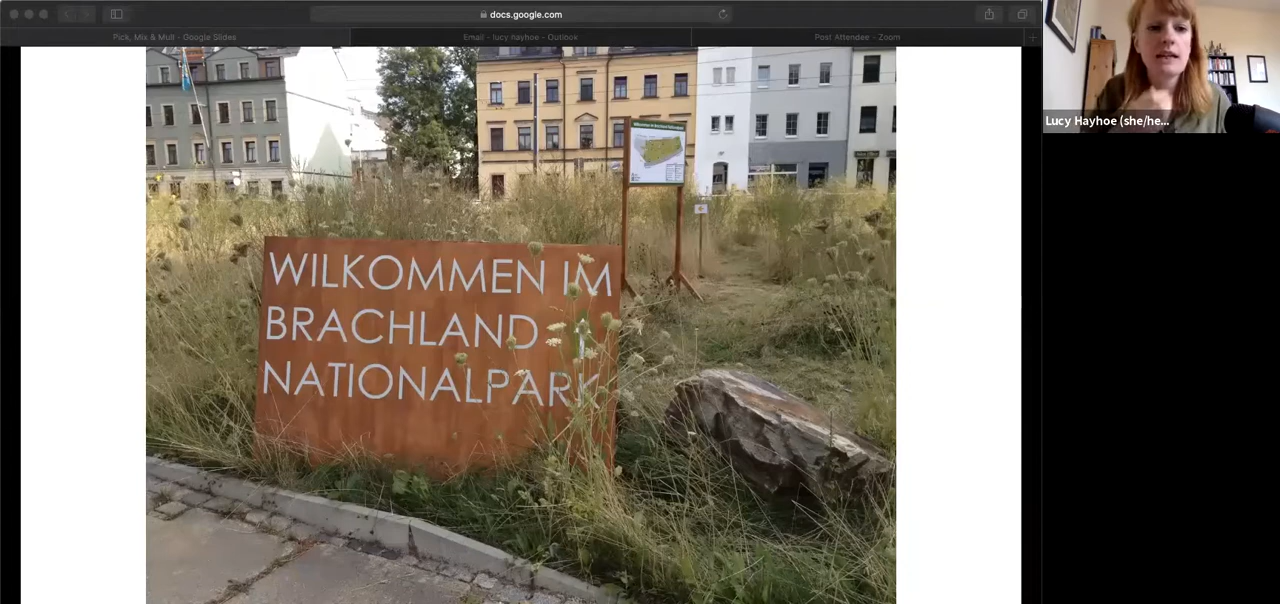 docs.google.com
Pick, Mix & Mull - Google Slides
Email - lucy hayhoe - Outlook
Post Attendee - Zoom
Lucy Hayhoe (she/he...
WILKOMMEN IM
BRACHLAND -
NATIONALPARK